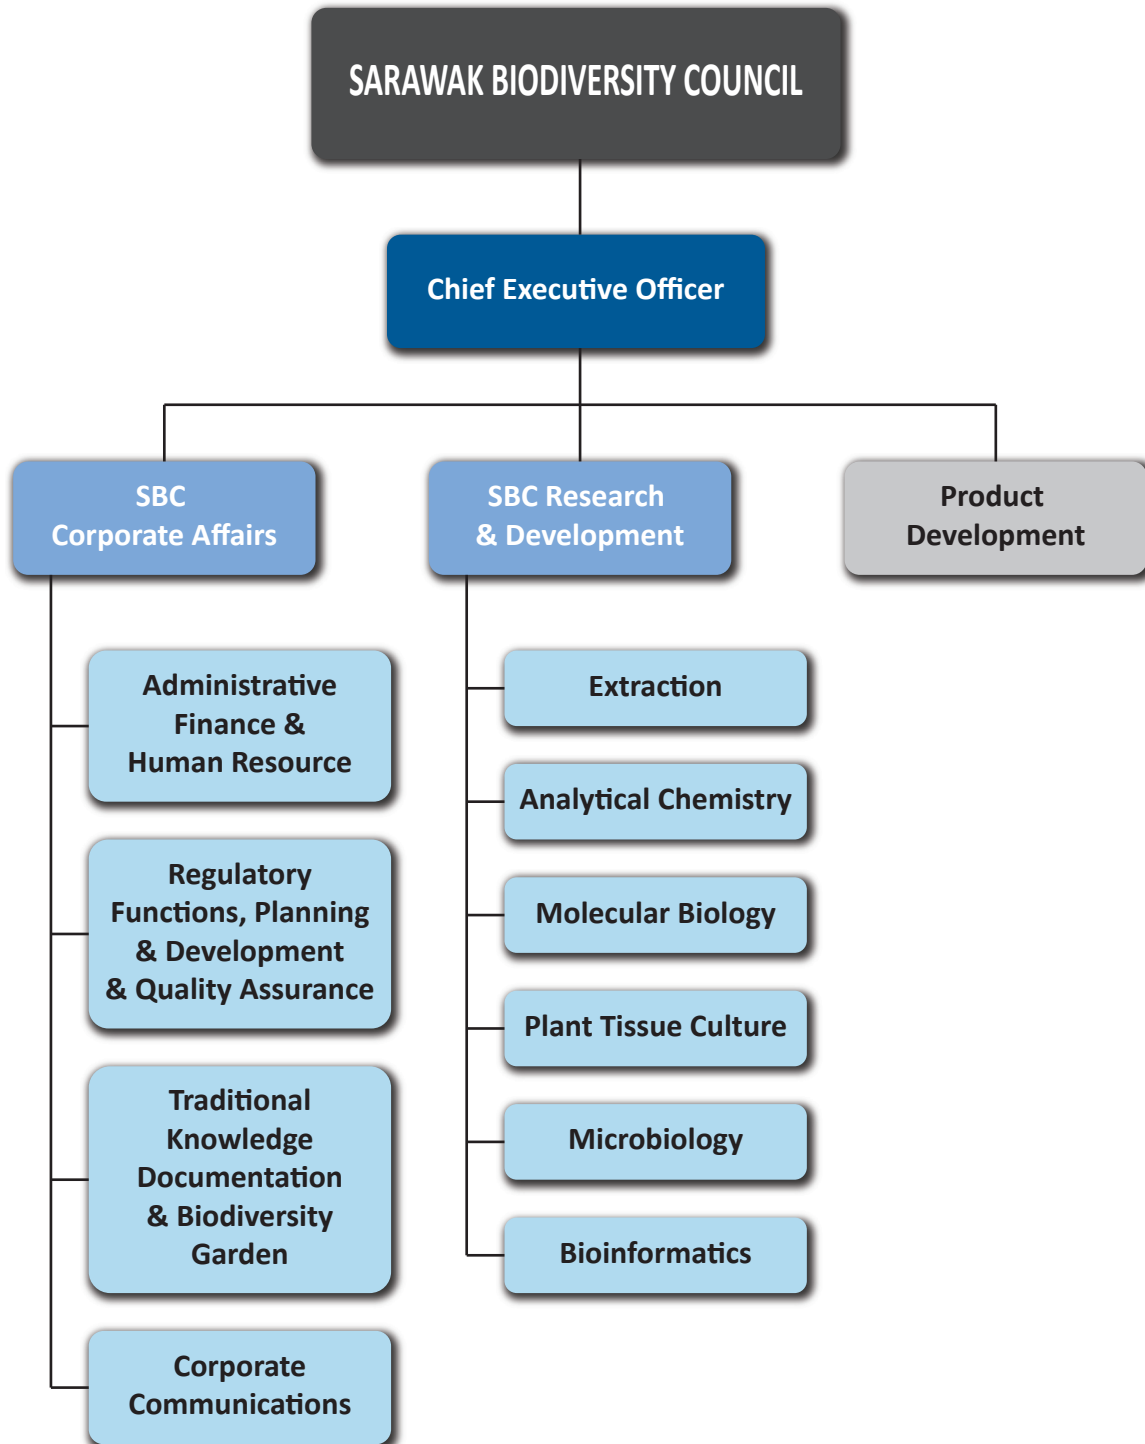 SARAWAK BIODIVERSITY COUNCIL
Chief Executive Officer
SBC
Corporate Affairs
SBC Research
& Development
Product
Development
Administrative
Finance &
Human Resource
Regulatory
Functions, Planning
& Development
& Quality Assurance
Traditional
Knowledge
Documentation
& Biodiversity
Garden
Corporate
Communications
Extraction
Analytical Chemistry
Molecular Biology
Plant Tissue Culture
Microbiology
Bioinformatics